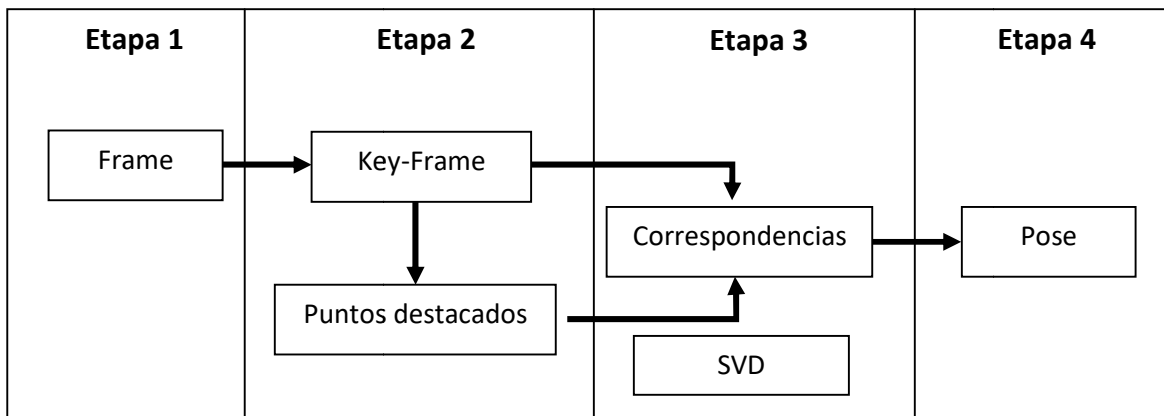 Etapa 1
Etapa 2
Etapa 3
Etapa 4
Frame
Key-Frame
Correspondencias
Pose
Puntos destacados
SVD